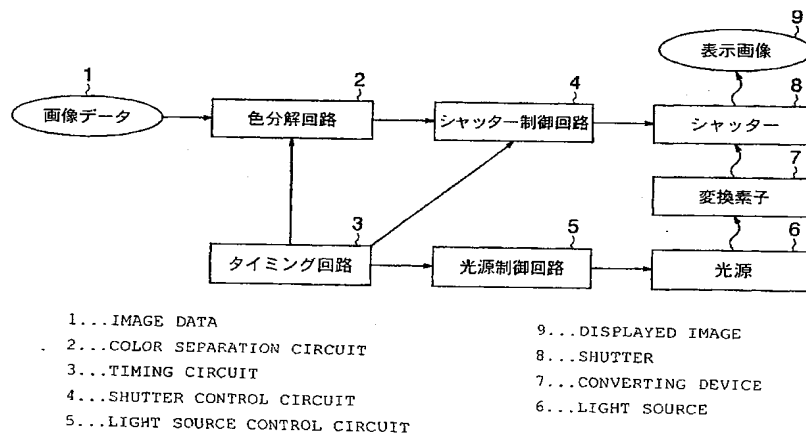 9
表示画像
1
2
4
8
画像データ
色分解回路
シャッター制御回路
シャッター
7
変換素子
3
5
6
タイミング回路
光源制御回路
光源
1...IMAGE DATA
2...COLOR SEPARATION CIRCUIT
3...TIMING CIRCUIT
4...SHUTTER CONTROL CIRCUIT
5...LIGHT SOURCE CONTROL CIRCUIT
9...DISPLAYED IMAGE
8...SHUTTER
7...CONVERTING DEVICE
6...LIGHT SOURCE